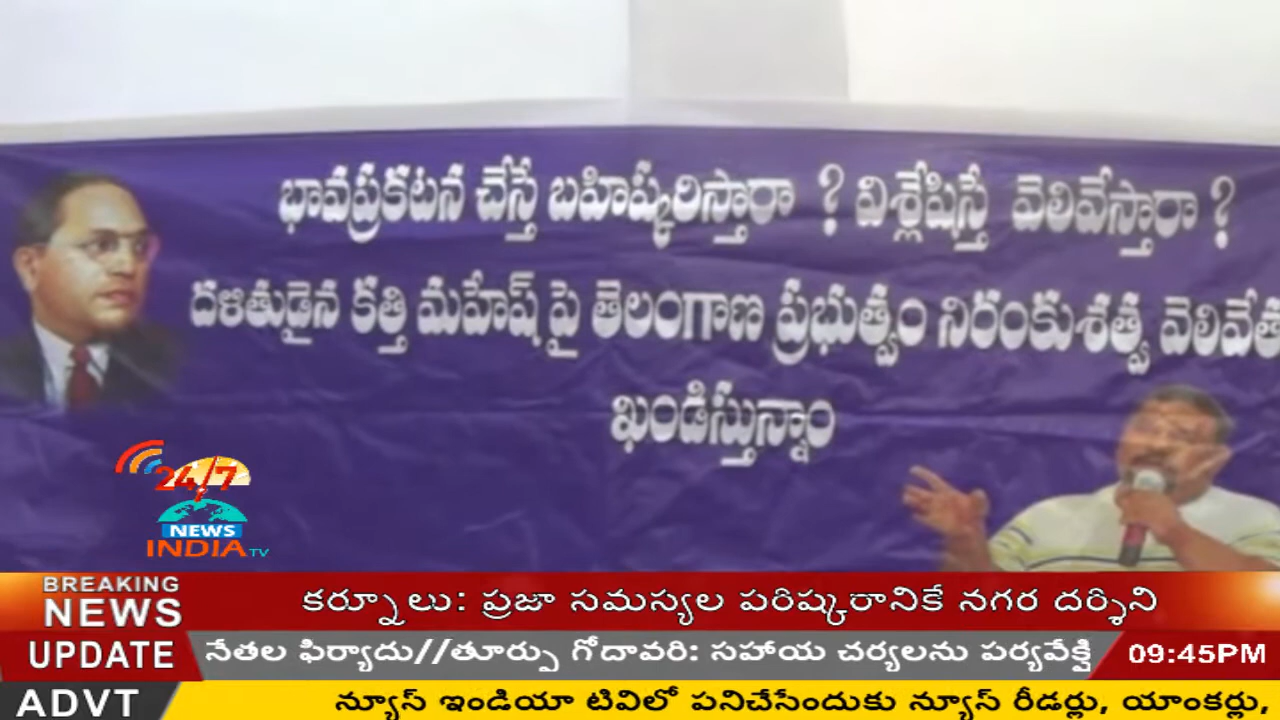 భావప్రకటన చేస్తే బహిష్కరిస్తారా ? విశ్లేషిస్తే వెలివేస్తారా ?
దళితుడైన కత్తి మహేష్ పై తెలంగాణ ప్రభుత్వం నిరంకుశత్వ వెలివేత
ఖండిస్తున్నాం
24/7
NEWS
INDIA TV
BREAKING
NEWS
కర్నూలు: ప్రజా సమస్యల పరిష్కరానికే నగర దర్శిని
UPDATE
నేతల ఫిర్యాదు//తూర్పు గోదావరి: సహాయ చర్యలను పర్యవేక్షి
09:45PM
ADVT
న్యూస్ ఇండియా టివిలో పనిచేసేందుకు న్యూస్ రీడర్లు, యాంకర్లు,